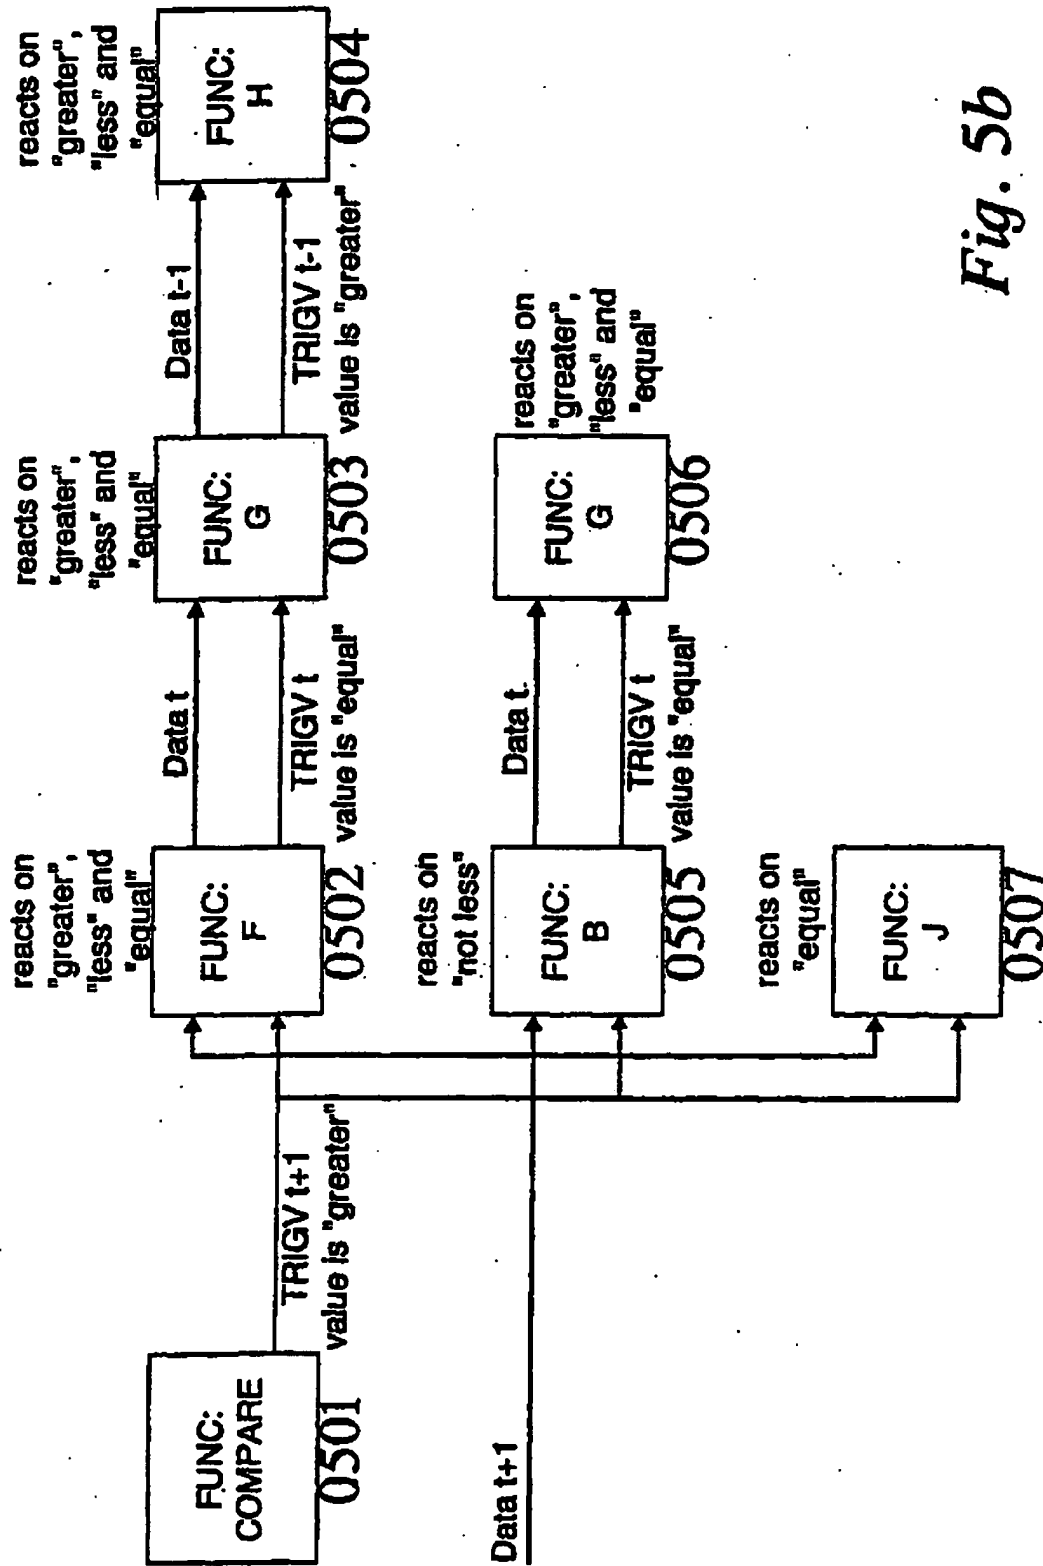 FUNC:
COMPARE
0501
TRIGV t+1
value is "greater"
Data t+1
reacts on
"greater",
"less" and
"equal"
FUNC:
F
0502
Data t
TRIGV t
value is "equal"
reacts on
"greater",
"less" and
"equal"
FUNC:
G
0503
Data t-1
TRIGV t-1
value is "greater"
reacts on
"greater",
"less" and
"equal"
FUNC:
H
0504
reacts on
"not less"
FUNC:
B
0505
Data t
TRIGV t
value is "equal"
reacts on
"greater",
"less" and
"equal"
FUNC:
G
0506
reacts on
"equal"
FUNC:
J
0507
Fig. 5b